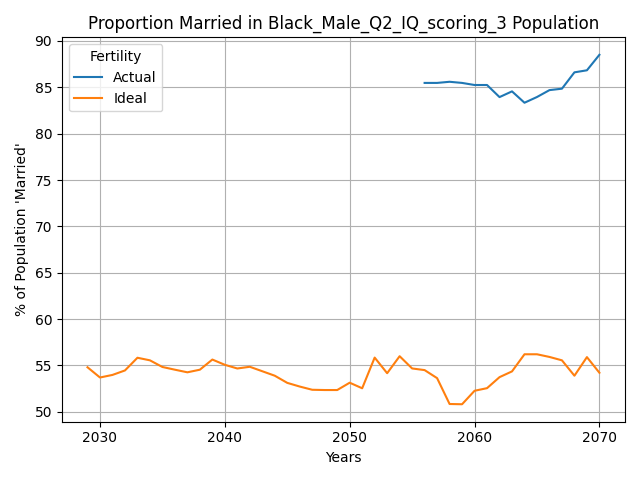 Proportion Married in Black_Male_Q2_IQ_scoring_3 Population
% of Population 'Married'
90
85
80
75
70
65
60
55
50
Fertility
Actual
Ideal
2030 2040 2050 2060 2070
Years